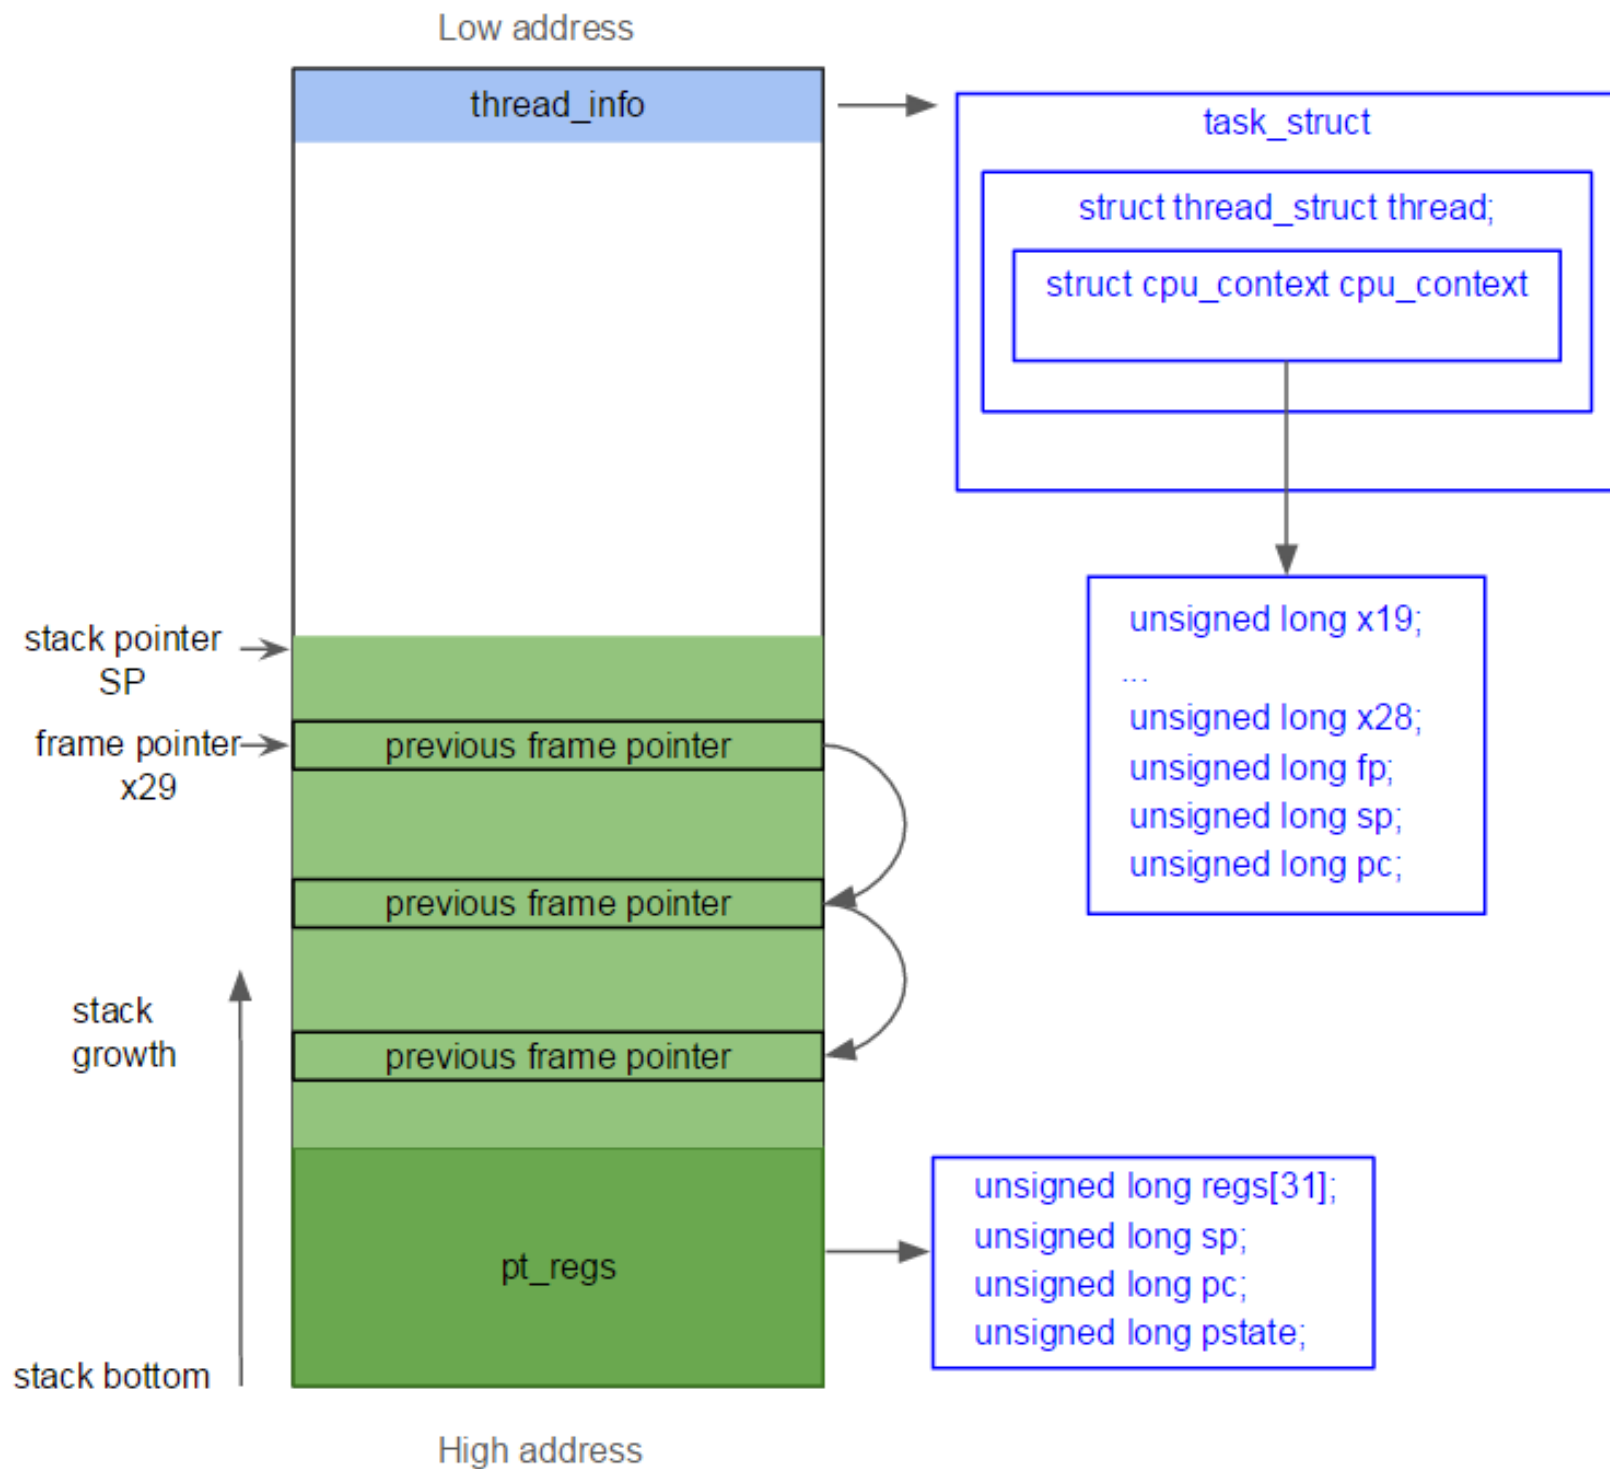 Low address
thread_info
task_struct
struct thread_struct thread;
struct cpu_context cpu_context
unsigned long x19;
...
unsigned long x28;
unsigned long fp;
unsigned long sp;
unsigned long pc;
stack pointer
SP
frame pointer
x29
previous frame pointer
previous frame pointer
previous frame pointer
stack
growth
pt_regs
unsigned long regs[31];
unsigned long sp;
unsigned long pc;
unsigned long pstate;
stack bottom
High address